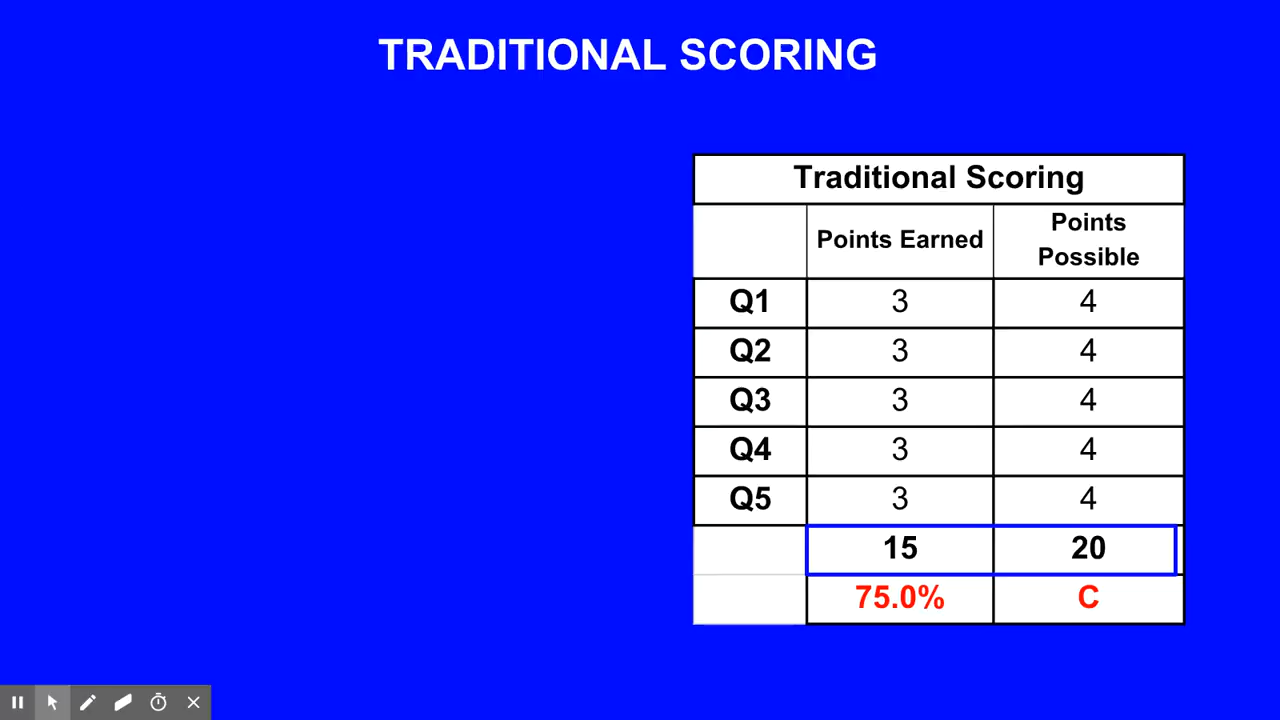 TRADITIONAL SCORING
Traditional Scoring
Points Earned Points Possible
Q1 3 4
Q2 3 4
Q3 3 4
Q4 3 4
Q5 3 4
15 20
75.0% C